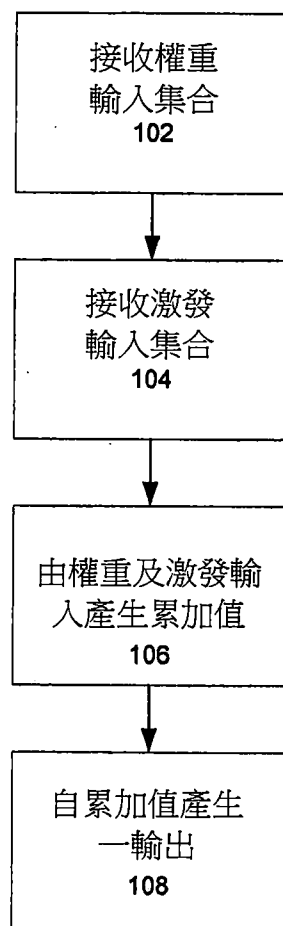 接收權重
輸入集合
102
接收激發
輸入集合
104
由權重及激發輸
入產生累加值
106
自累加值產生
一輸出
108